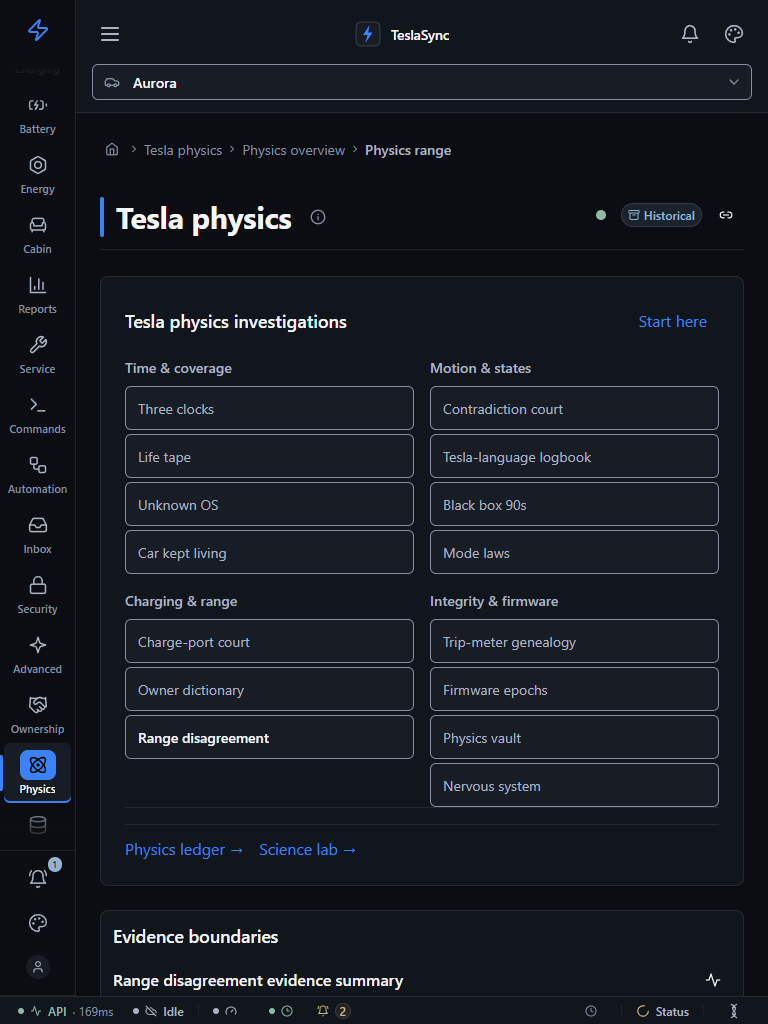 TeslaSync
Aurora
Charging
Battery
Energy
Cabin
Reports
Service
Commands
Automation
Inbox
Security
Advanced
Ownership
Physics
1
Tesla physics > Physics overview > Physics range
Tesla physics
Historical
Tesla physics investigations
Start here
Time & coverage
Three clocks
Life tape
Unknown OS
Car kept living
Motion & states
Contradiction court
Tesla-language logbook
Black box 90s
Mode laws
Charging & range
Charge-port court
Owner dictionary
Range disagreement
Integrity & firmware
Trip-meter genealogy
Firmware epochs
Physics vault
Nervous system
Physics ledger → Science lab →
Evidence boundaries
Range disagreement evidence summary
API · 169ms Idle 2 Status